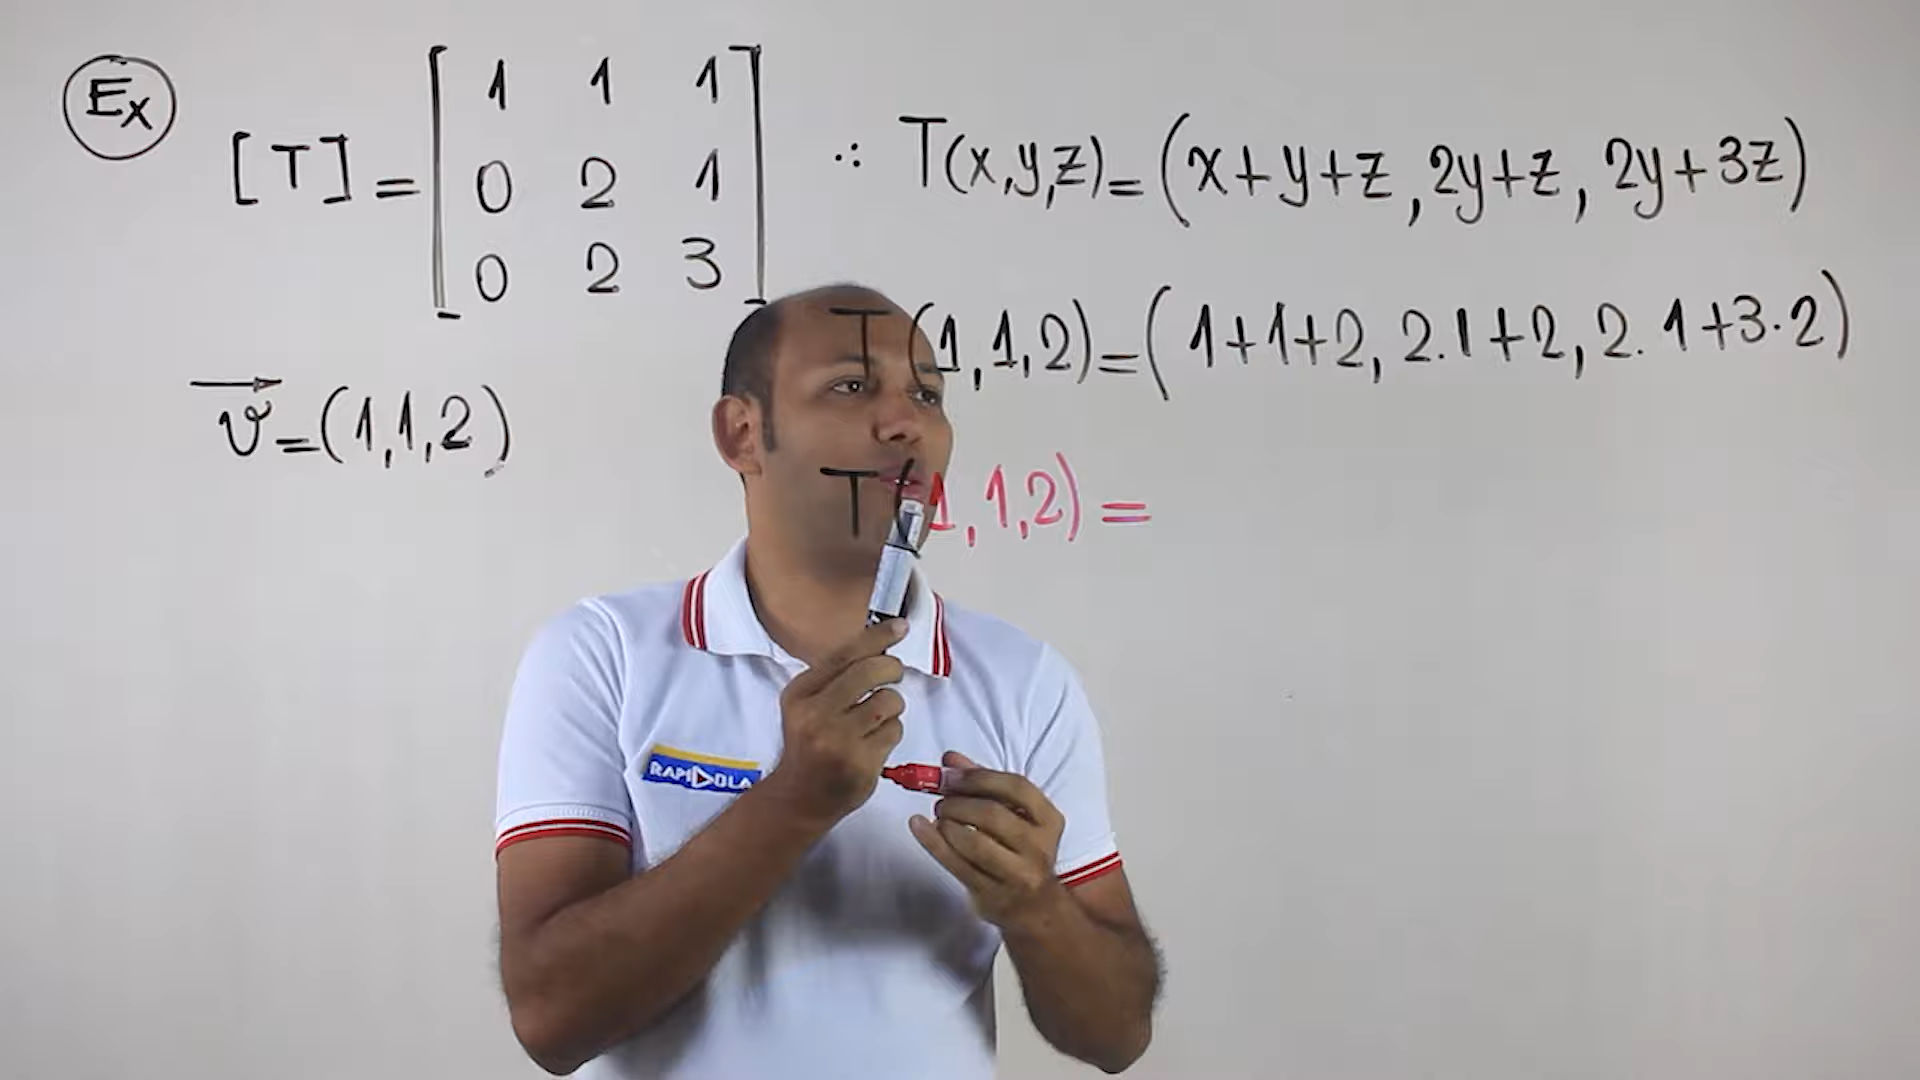 Ex
[T] = [ 1 1 1
0 2 1
0 2 3 ]
∴ T(x,y,z) = (x+y+z, 2y+z, 2y+3z)
T(1,1,2) = (1+1+2, 2.1+2, 2.1+3·2)
v = (1,1,2)
T(1,1,2) =
RAPIDOLA